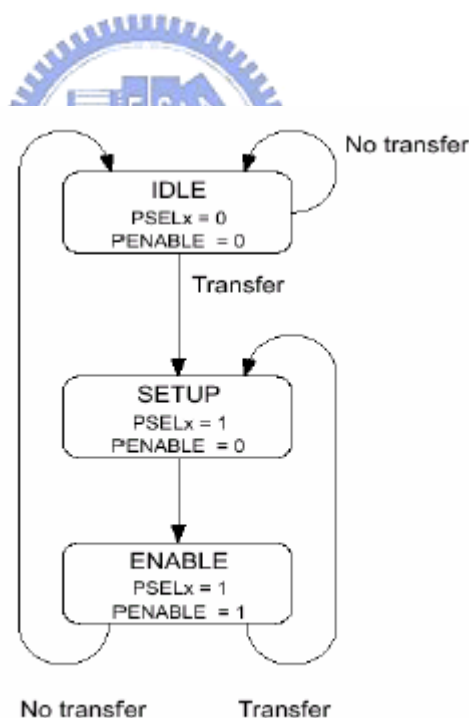 No transfer
IDLE
PSELx = 0
PENABLE = 0
Transfer
SETUP
PSELx = 1
PENABLE = 0
ENABLE
PSELx = 1
PENABLE = 1
No transfer
Transfer